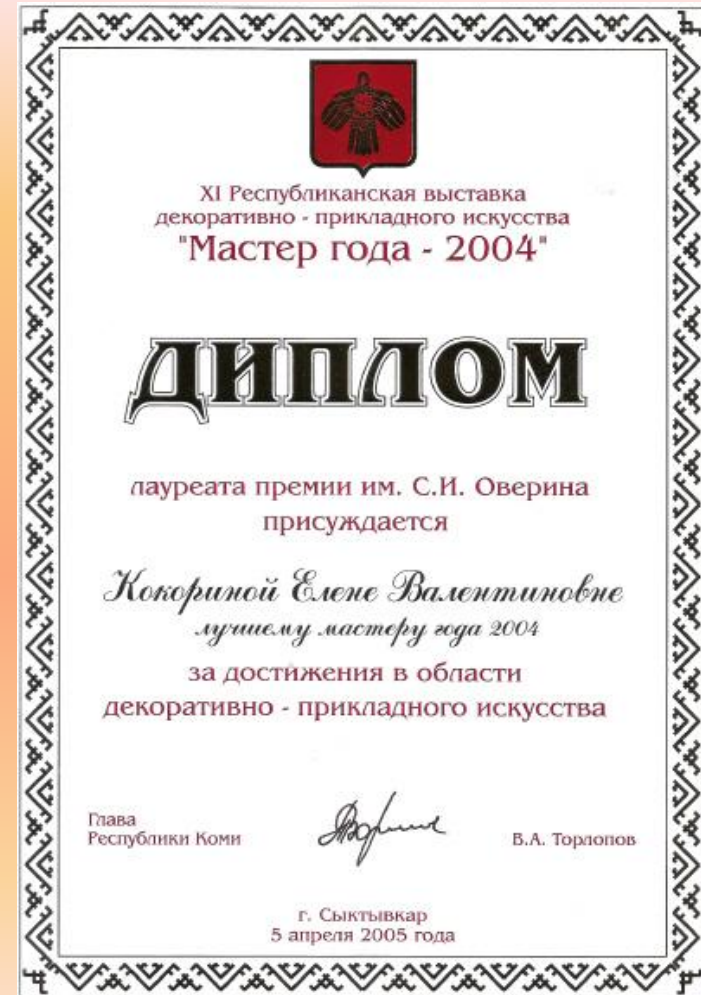 XI Республиканская выставка
декоративно - прикладного искусства
"Мастер года - 2004"
ДИПЛОМ
лауреата премии им. С.И. Оверина
присуждается
Кокориной Елене Валентиновне
лучшему мастеру года 2004
за достижения в области
декоративно - прикладного искусства
Глава
Республики Коми
В.А. Торлопов
г. Сыктывкар
5 апреля 2005 года